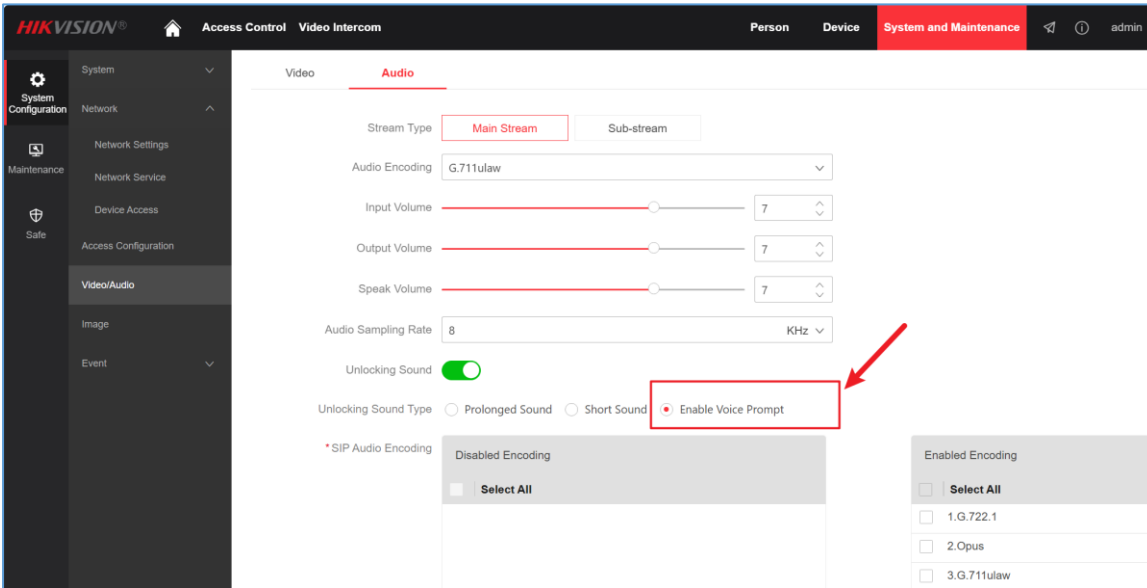 HIKVISION® Access Control Video Intercom Person Device System and Maintenance admin
System Configuration
Maintenance
Safe
System
Network
Network Settings
Network Service
Device Access
Access Configuration
Video/Audio
Image
Event
Video Audio
Stream Type Main Stream Sub-stream
Audio Encoding G.711ulaw
Input Volume 7
Output Volume 7
Speak Volume 7
Audio Sampling Rate 8 KHz
Unlocking Sound
Unlocking Sound Type Prolonged Sound Short Sound Enable Voice Prompt
*SIP Audio Encoding Disabled Encoding Enabled Encoding
Select All Select All
1.G.722.1
2.Opus
3.G.711ulaw